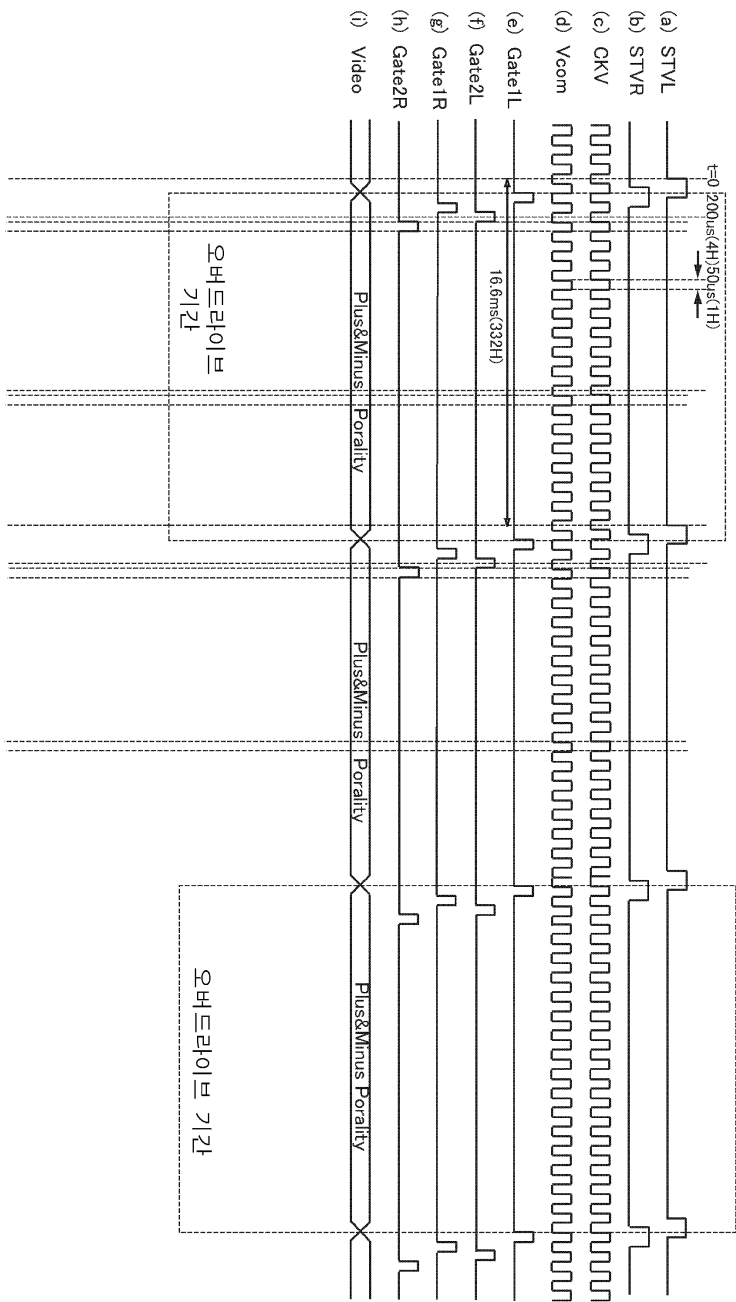 t=0 200us(4H)50us(1H)
(a) STVL
(b) STVR
(c) CKV
(d) Vcom
(e) Gate1L
16.6ms(332H)
(f) Gate2L
(g) Gate1R
(h) Gate2R
(i) Video
Plus&Minus Porality
Plus&Minus Porality
Plus&Minus Porality
오버드라이브
기간
오버드라이브 기간